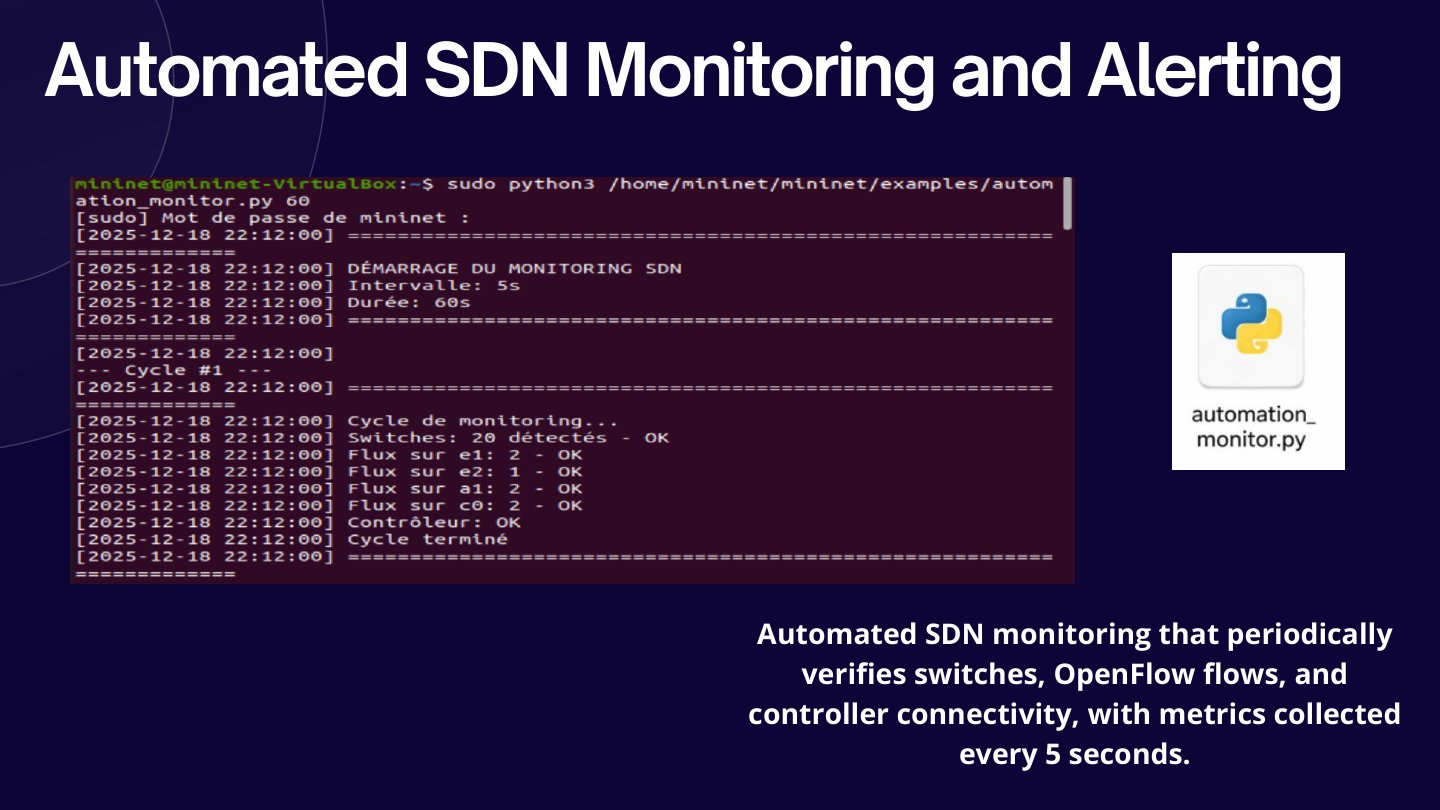 Automated SDN Monitoring and Alerting
mininet@mininet-VirtualBox:~$ sudo python3 /home/mininet/mininet/examples/autom
ation_monitor.py 60
[sudo] Mot de passe de mininet :
[2025-12-18 22:12:00] =========================================================
=============
[2025-12-18 22:12:00] DÉMARRAGE DU MONITORING SDN
[2025-12-18 22:12:00] Intervalle: 5s
[2025-12-18 22:12:00] Durée: 60s
[2025-12-18 22:12:00] =========================================================
=============
[2025-12-18 22:12:00]
--- Cycle #1 ---
[2025-12-18 22:12:00] =========================================================
=============
[2025-12-18 22:12:00] Cycle de monitoring...
[2025-12-18 22:12:00] Switches: 20 détectés - OK
[2025-12-18 22:12:00] Flux sur e1: 2 - OK
[2025-12-18 22:12:00] Flux sur e2: 1 - OK
[2025-12-18 22:12:00] Flux sur a1: 2 - OK
[2025-12-18 22:12:00] Flux sur c0: 2 - OK
[2025-12-18 22:12:00] Contrôleur: OK
[2025-12-18 22:12:00] Cycle terminé
[2025-12-18 22:12:00] =========================================================
=============
automation_
monitor.py
Automated SDN monitoring that periodically
verifies switches, OpenFlow flows, and
controller connectivity, with metrics collected
every 5 seconds.